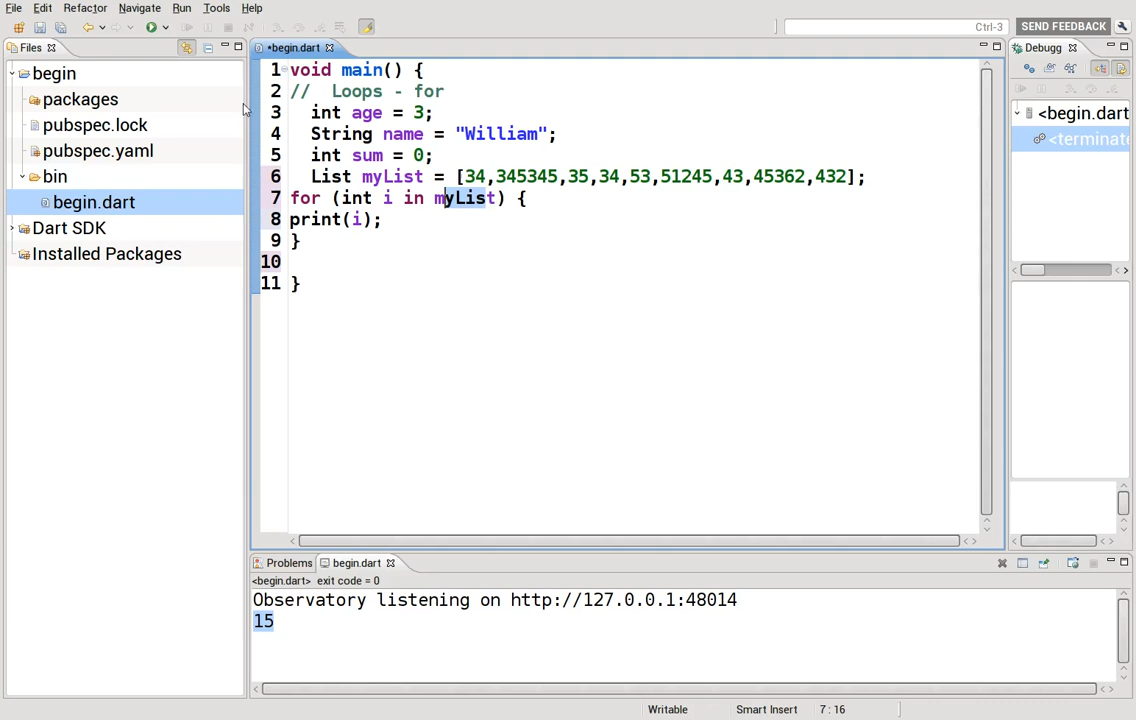 File Edit Refactor Navigate Run Tools Help
Ctrl-3
SEND FEEDBACK
Files
*begin.dart
Debugg
begin
packages
pubspec.lock
pubspec.yaml
bin
begin.dart
Dart SDK
Installed Packages
1 void main() {
2 //  Loops - for
3   int age = 3;
4   String name = "William";
5   int sum = 0;
6   List myList = [34,345345,35,34,53,51245,43,45362,432];
7 for (int i in myList) {
8 print(i);
9 }
10
11 }
<begin.dart
<terminate
Problems
begin.dart
<begin.dart> exit code = 0
Observatory listening on http://127.0.0.1:48014
15
Writable
Smart Insert
7 : 16